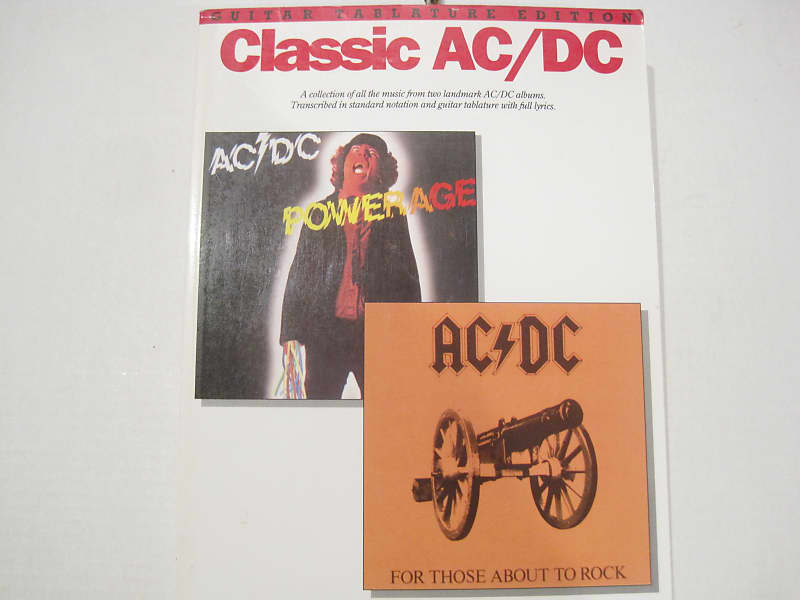 GUITAR TABLATURE EDITION
Classic AC/DC
A collection of all the music from two landmark AC/DC albums.
Transcribed in standard notation and guitar tablature with full lyrics.
AC/DC
POWERAGE
AC/DC
FOR THOSE ABOUT TO ROCK